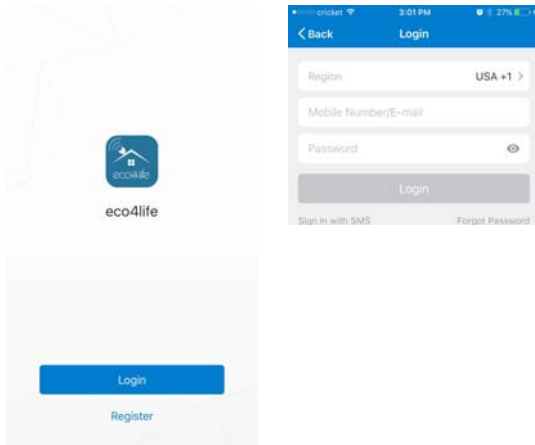 eco4life
eco4life
Login
Register
cricket 3:01 PM 27%
Back Login
Region USA +1
Mobile Number/E-mail
Password
Login
Sign in with SMS Forgot Password